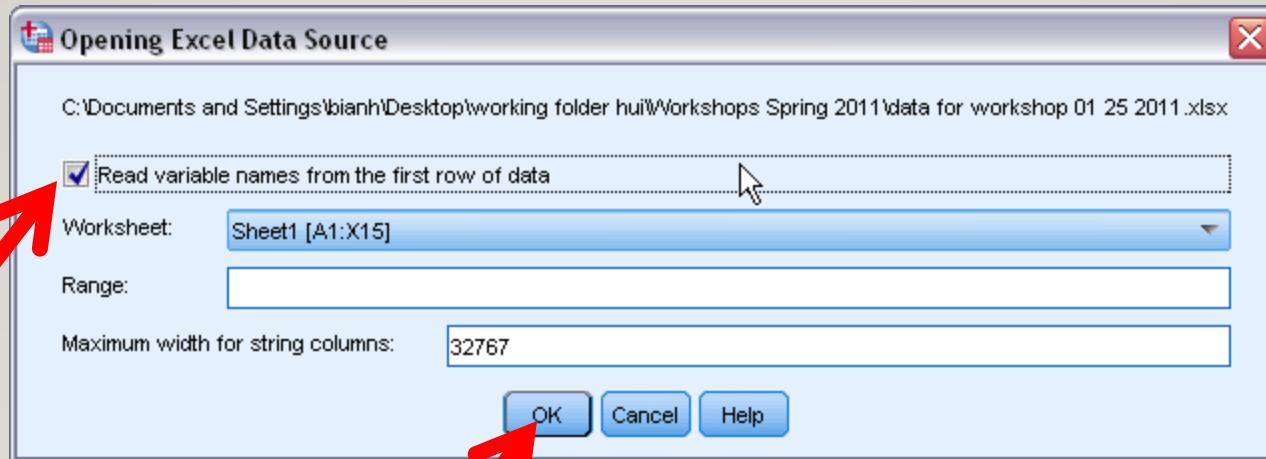 Opening Excel Data Source
C:\Documents and Settings\bianh\Desktop\working folder hui\Workshops Spring 2011\data for workshop 01 25 2011.xlsx
Read variable names from the first row of data
Worksheet: Sheet1 [A1:X15]
Range:
Maximum width for string columns: 32767
OK Cancel Help